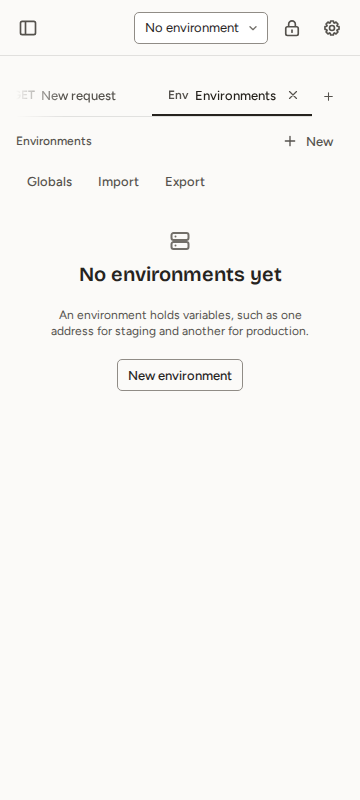 No environment
New request
Env Environments
Environments
New
Globals Import Export
No environments yet
An environment holds variables, such as one
address for staging and another for production.
New environment